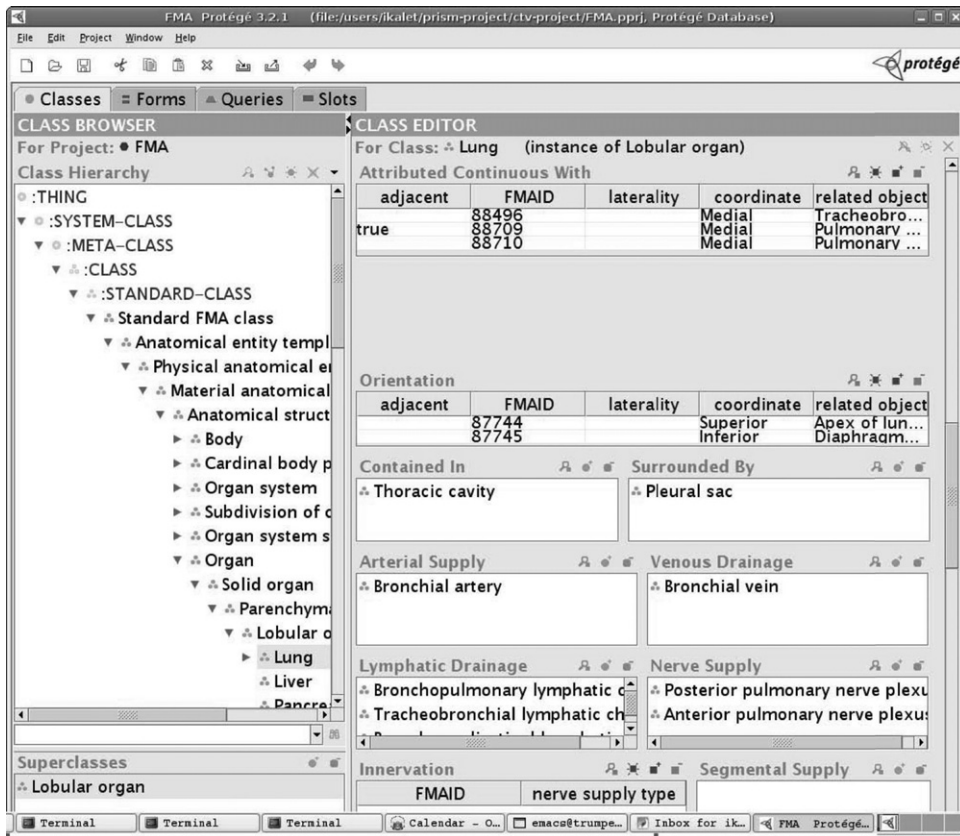 FMA Protégé 3.2.1 (file:/users/ikalet/prism-project/ctv-project/FMA.pprj, Protégé Database)
File Edit Project Window Help
protégé
Classes Forms Queries Slots
CLASS BROWSER
For Project: FMA
Class Hierarchy
:THING
:SYSTEM-CLASS
:META-CLASS
:CLASS
:STANDARD-CLASS
Standard FMA class
Anatomical entity templ
Physical anatomical e
Material anatomical
Anatomical struct
Body
Cardinal body p
Organ system
Subdivision of
Organ system s
Organ
Solid organ
Parenchym
Lobular o
Lung
Liver
Pancre
Superclasses
Lobular organ
CLASS EDITOR
For Class: Lung (instance of Lobular organ)
Attributed Continuous With
adjacent FMAID laterality coordinate related object
88496 Medial Tracheobro...
true 88709 Medial Pulmonary ...
88710 Medial Pulmonary ...
Orientation
adjacent FMAID laterality coordinate related object
87744 Superior Apex of lun...
87745 Inferior Diaphragm...
Contained In Surrounded By
Thoracic cavity Pleural sac
Arterial Supply Venous Drainage
Bronchial artery Bronchial vein
Lymphatic Drainage Nerve Supply
Bronchopulmonary lymphatic c Posterior pulmonary nerve plexu
Tracheobronchial lymphatic ch Anterior pulmonary nerve plexus
Innervation Segmental Supply
FMAID nerve supply type
Terminal Terminal Terminal Calendar - O... emacs@trumpe... Inbox for ik... FMA Protégé...